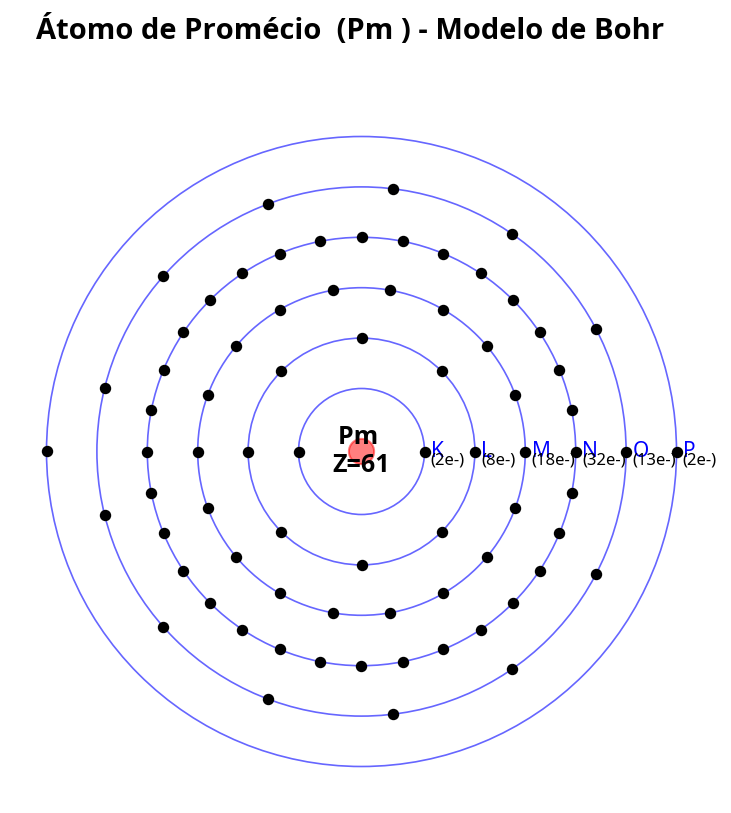 Átomo de Promécio (Pm ) - Modelo de Bohr
Pm
Z=61
K L M N O P
(2e-) (8e-) (18e-) (32e-) (13e-) (2e-)